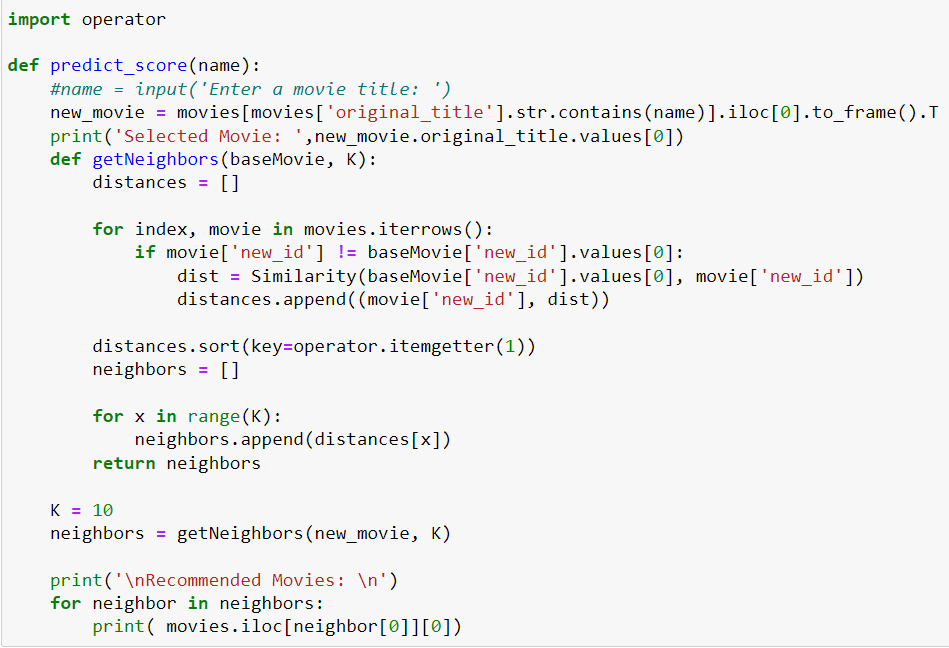 import operator

def predict_score(name):
    #name = input('Enter a movie title: ')
    new_movie = movies[movies['original_title'].str.contains(name)].iloc[0].to_frame().T
    print('Selected Movie: ',new_movie.original_title.values[0])
    def getNeighbors(baseMovie, K):
        distances = []

        for index, movie in movies.iterrows():
            if movie['new_id'] != baseMovie['new_id'].values[0]:
                dist = Similarity(baseMovie['new_id'].values[0], movie['new_id'])
                distances.append((movie['new_id'], dist))

        distances.sort(key=operator.itemgetter(1))
        neighbors = []

        for x in range(K):
            neighbors.append(distances[x])
        return neighbors

    K = 10
    neighbors = getNeighbors(new_movie, K)

    print('\nRecommended Movies: \n')
    for neighbor in neighbors:
        print( movies.iloc[neighbor[0]][0])